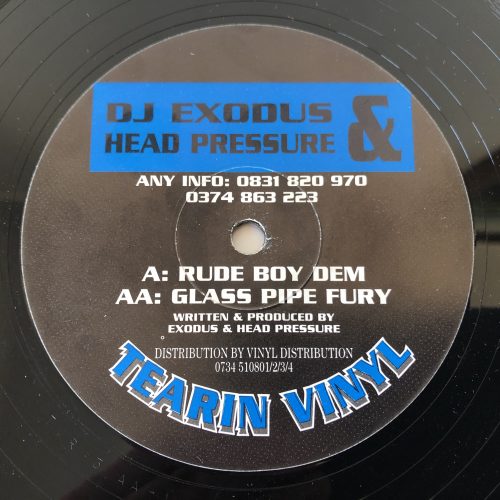 DJ EXODUS &
HEAD PRESSURE
ANY INFO: 0831 820 970
0374 863 223
A: RUDE BOY DEM
AA: GLASS PIPE FURY
WRITTEN & PRODUCED BY
EXODUS & HEAD PRESSURE
DISTRIBUTION BY VINYL DISTRIBUTION
0734 510801/2/3/4
TEARIN VINYL